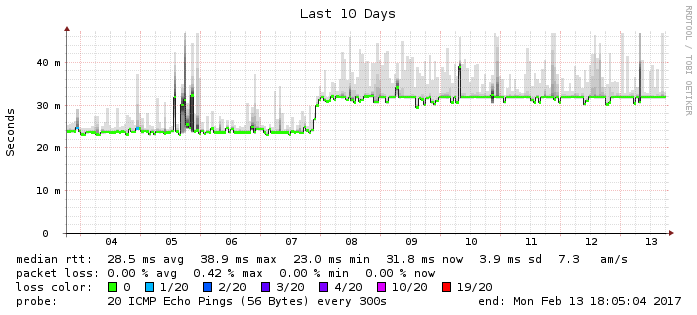 Last 10 Days
RRDTOOL / TOBI OETIKER
Seconds
40 m
30 m
20 m
10 m
0
04 05 06 07 08 09 10 11 12 13
median rtt: 28.5 ms avg 38.9 ms max 23.0 ms min 31.8 ms now 3.9 ms sd 7.3 am/s
packet loss: 0.00 % avg 0.42 % max 0.00 % min 0.00 % now
loss color: 0 1/20 2/20 3/20 4/20 10/20 19/20
probe: 20 ICMP Echo Pings (56 Bytes) every 300s end: Mon Feb 13 18:05:04 2017